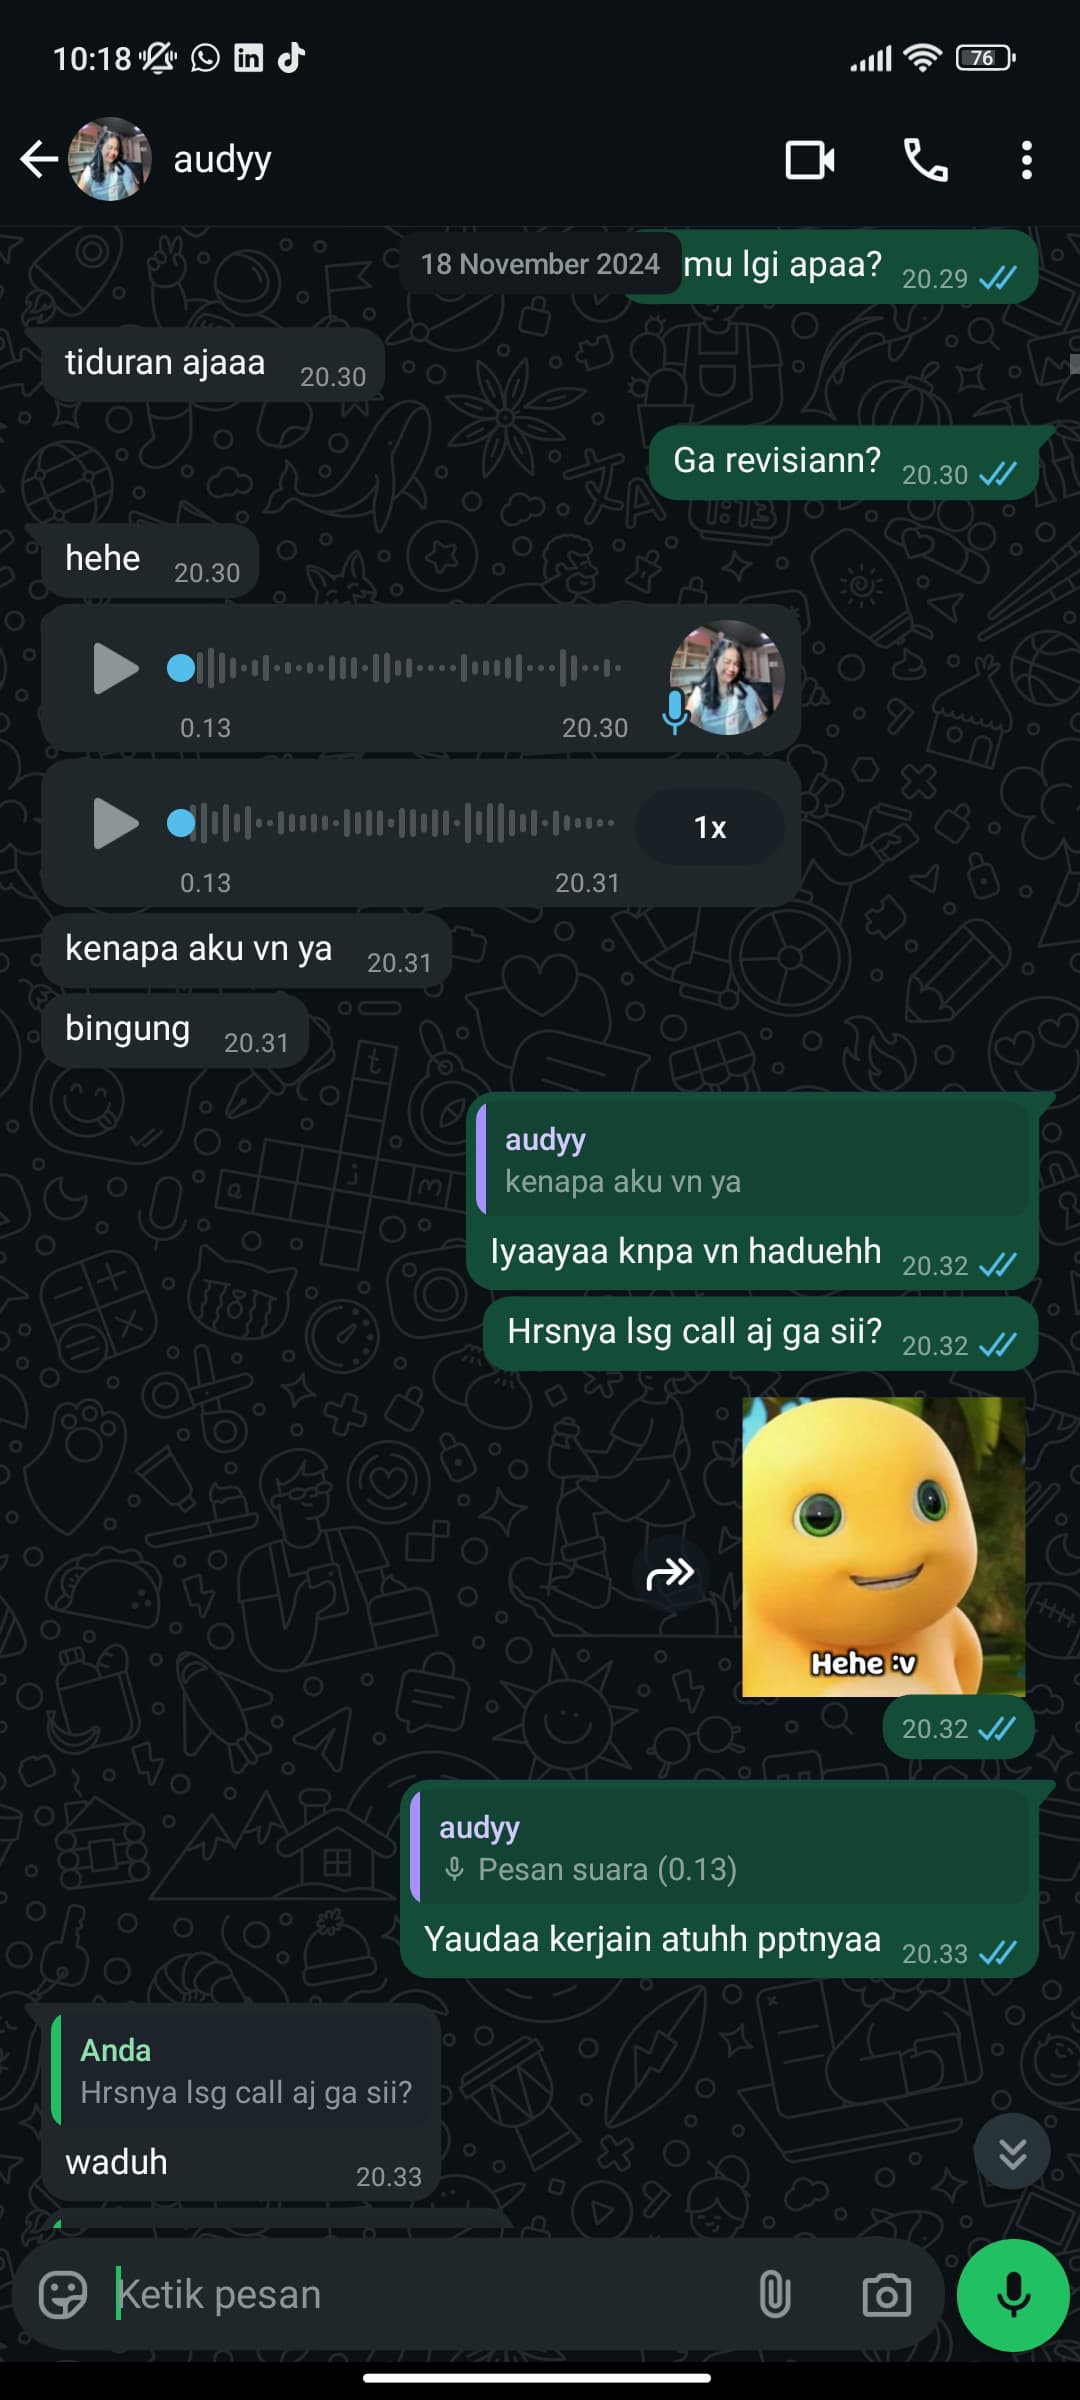 10:18
76
audyy
18 November 2024
mu lgi apaa? 20.29
tiduran ajaaa 20.30
Ga revisiann? 20.30
hehe 20.30
0.13 20.30
1x
0.13 20.31
kenapa aku vn ya 20.31
bingung 20.31
audyy
kenapa aku vn ya
Iyaayaa knpa vn haduehh 20.32
Hrsnya lsg call aj ga sii? 20.32
Hehe :v
20.32
audyy
Pesan suara (0.13)
Yaudaa kerjain atuhh pptnyaa 20.33
Anda
Hrsnya lsg call aj ga sii?
waduh 20.33
Ketik pesan